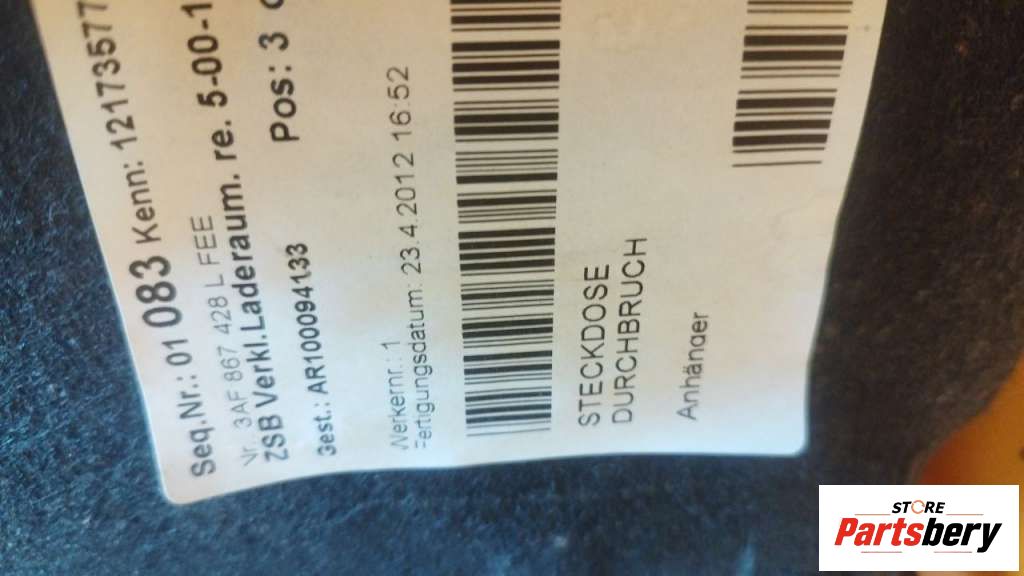 Seq.Nr.: 01 083 Kenn: 12173577
Nr. 3AF 867 428 L FEE
ZSB Verkl.Laderaum. re. 5-00-1
Pos: 3
Gest.: AR100094133
Werkernr.: 1
Fertigungsdatum: 23.4.2012 16:52
STECKDOSE
DURCHBRUCH
Anhänger
STORE
Partsbery